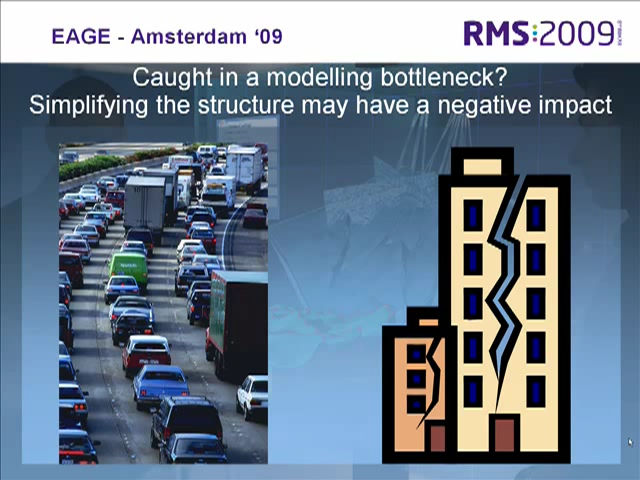 EAGE - Amsterdam ‘09
RMS:2009
Caught in a modelling bottleneck?
Simplifying the structure may have a negative impact